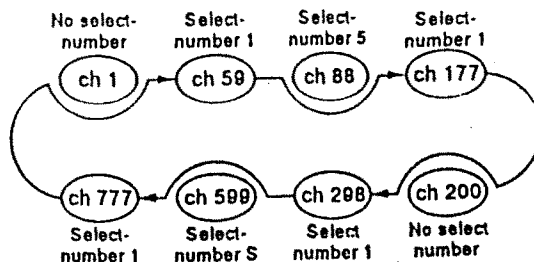 No select-
number
Select-
number 1
Select-
number 5
Select-
number 1
ch 1
ch 59
ch 88
ch 177
ch 777
ch 599
ch 298
ch 200
Select-
number 1
Select-
number S
Select
number 1
No select
number